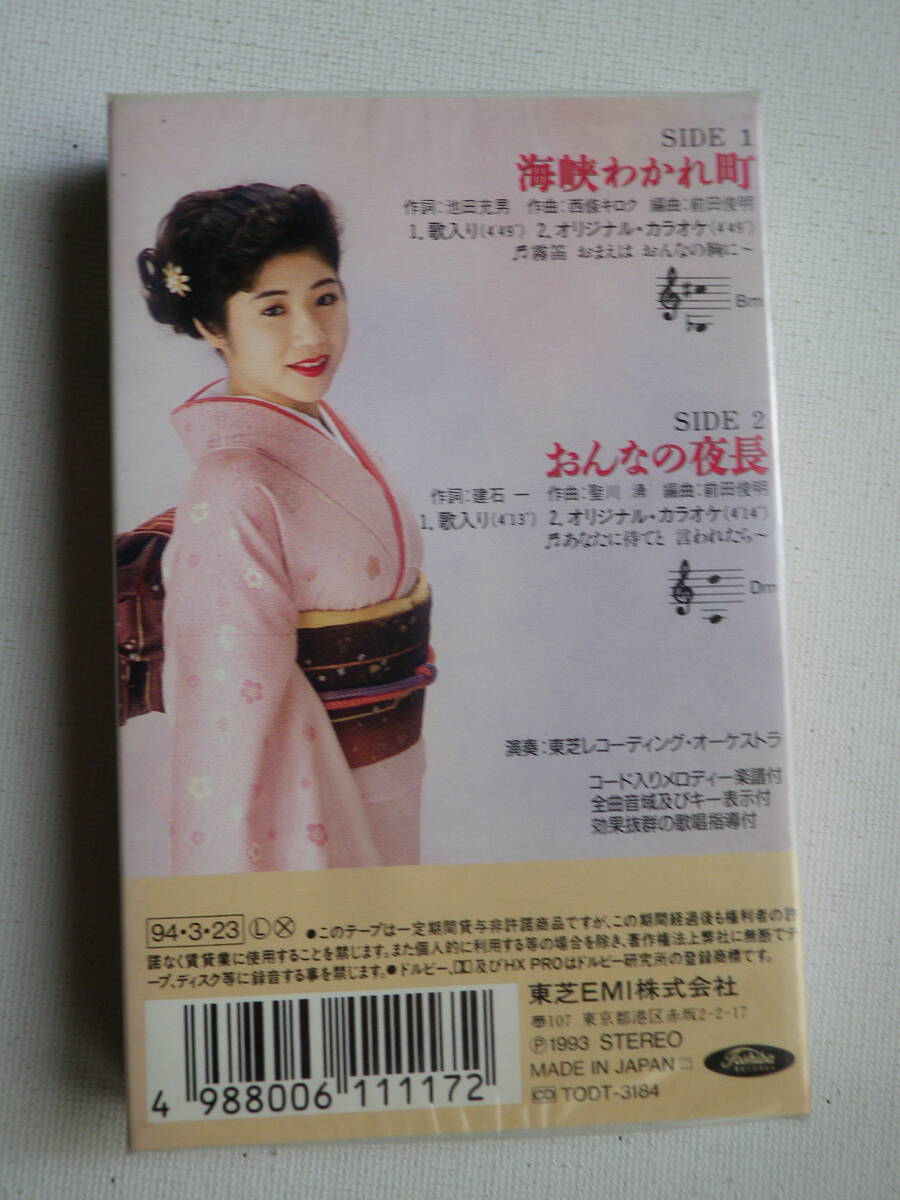 SIDE 1
海峡わかれ町
作詞:池田充男 作曲:西條キロク 編曲:前田俊明
1. 歌入り(4'49") 2. オリジナル・カラオケ(4'49")
♬霧笛 おまえは おんなの胸に〜
Bm
SIDE 2
おんなの夜長
作詞:建石 一 作曲:聖川 湧 編曲:前田俊明
1. 歌入り(4'13") 2. オリジナル・カラオケ(4'14")
♬あなたに待てと 言われたら〜
Dm
演奏:東芝レコーディング・オーケストラ
コード入りメロディー楽譜付
全曲音域及びキー表示付
効果抜群の歌唱指導付
94・3・23 Ⓛ Ⓧ ●このテープは一定期間貸与非許諾商品ですが、この期間経過後も権利者の許
諾なく賃貸業に使用することを禁じます。また個人的に利用する等の場合を除き、著作権法上弊社に無断でテ
ープ、ディスク等に録音する事を禁じます。●ドルビー、及びHX PROはドルビー研究所の登録商標です。
東芝EMI株式会社
〒107 東京都港区赤坂2-2-17
Ⓟ1993 STEREO
MADE IN JAPAN
Toshiba RECORDS
TODT-3184
4 988006 111172